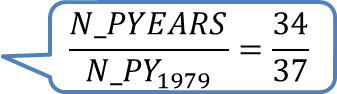 N_PYEARS / N_PY₁₉₇₉ = 34 / 37